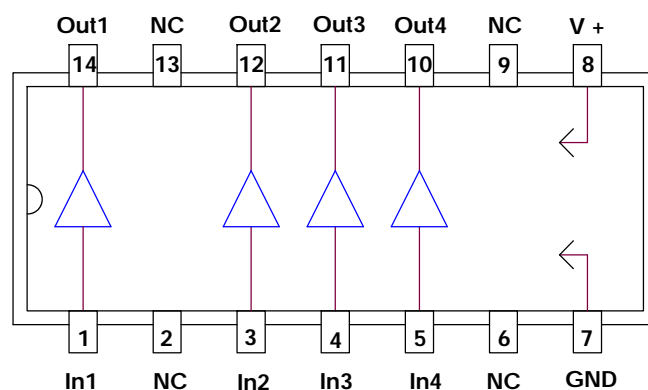 Out1 NC Out2 Out3 Out4 NC V +
14 13 12 11 10 9 8
1 2 3 4 5 6 7
In1 NC In2 In3 In4 NC GND